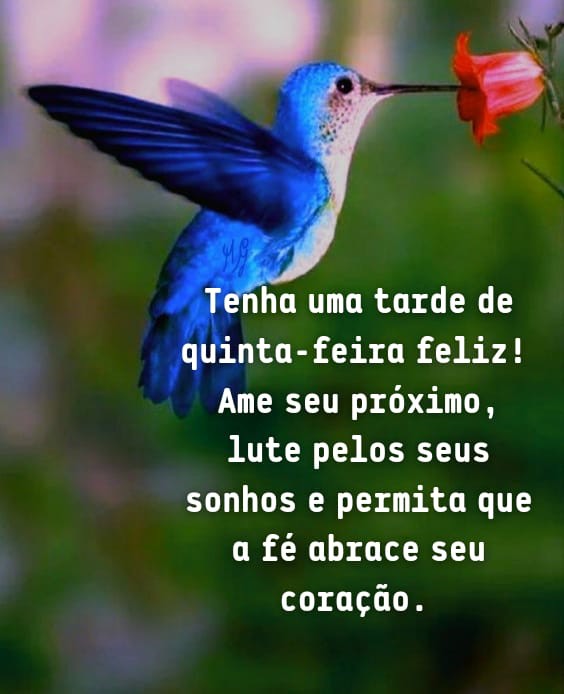 MG
Tenha uma tarde de
quinta-feira feliz!
Ame seu próximo,
lute pelos seus
sonhos e permita que
a fé abrace seu
coração.